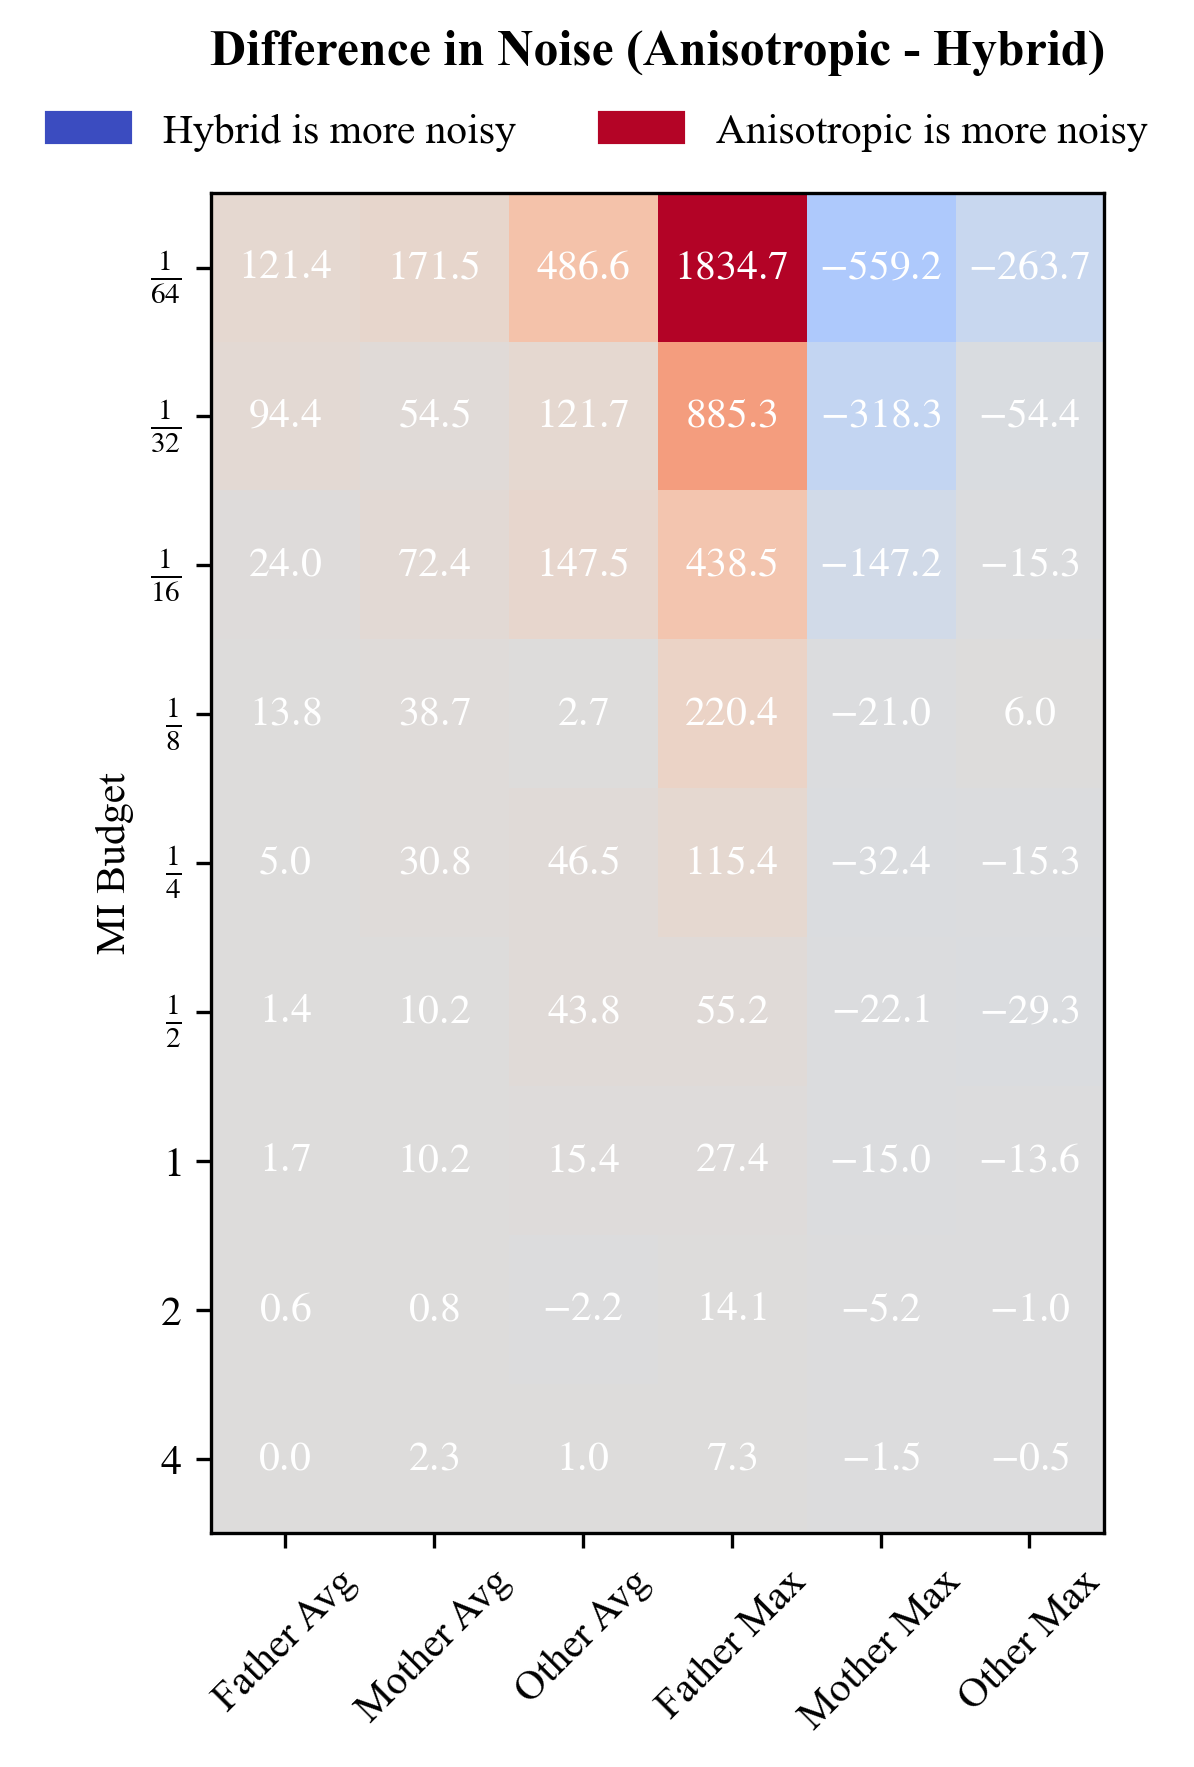 Difference in Noise (Anisotropic - Hybrid)
Hybrid is more noisy Anisotropic is more noisy
1/64 121.4 171.5 486.6 1834.7 −559.2 −263.7
1/32 94.4 54.5 121.7 885.3 −318.3 −54.4
1/16 24.0 72.4 147.5 438.5 −147.2 −15.3
1/8 13.8 38.7 2.7 220.4 −21.0 6.0
1/4 5.0 30.8 46.5 115.4 −32.4 −15.3
1/2 1.4 10.2 43.8 55.2 −22.1 −29.3
1 1.7 10.2 15.4 27.4 −15.0 −13.6
2 0.6 0.8 −2.2 14.1 −5.2 −1.0
4 0.0 2.3 1.0 7.3 −1.5 −0.5
MI Budget
Father Avg Mother Avg Other Avg Father Max Mother Max Other Max